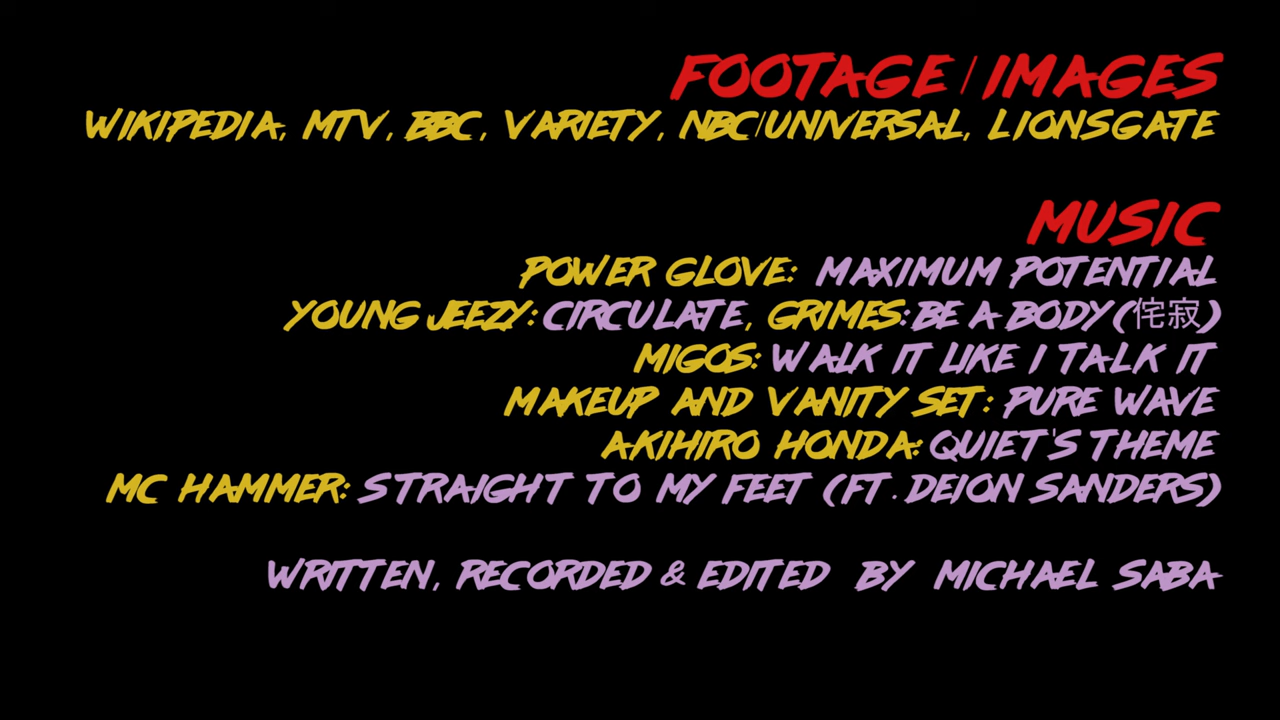 FOOTAGE / IMAGES
WIKIPEDIA, MTV, BBC, VARIETY, NBC/UNIVERSAL, LIONSGATE
MUSIC
POWER GLOVE: MAXIMUM POTENTIAL
YOUNG JEEZY: CIRCULATE, GRIMES: BE A BODY (侘寂)
MIGOS: WALK IT LIKE I TALK IT
MAKEUP AND VANITY SET: PURE WAVE
AKIHIRO HONDA: QUIET'S THEME
MC HAMMER: STRAIGHT TO MY FEET (FT. DEION SANDERS)
WRITTEN, RECORDED & EDITED BY MICHAEL SABA